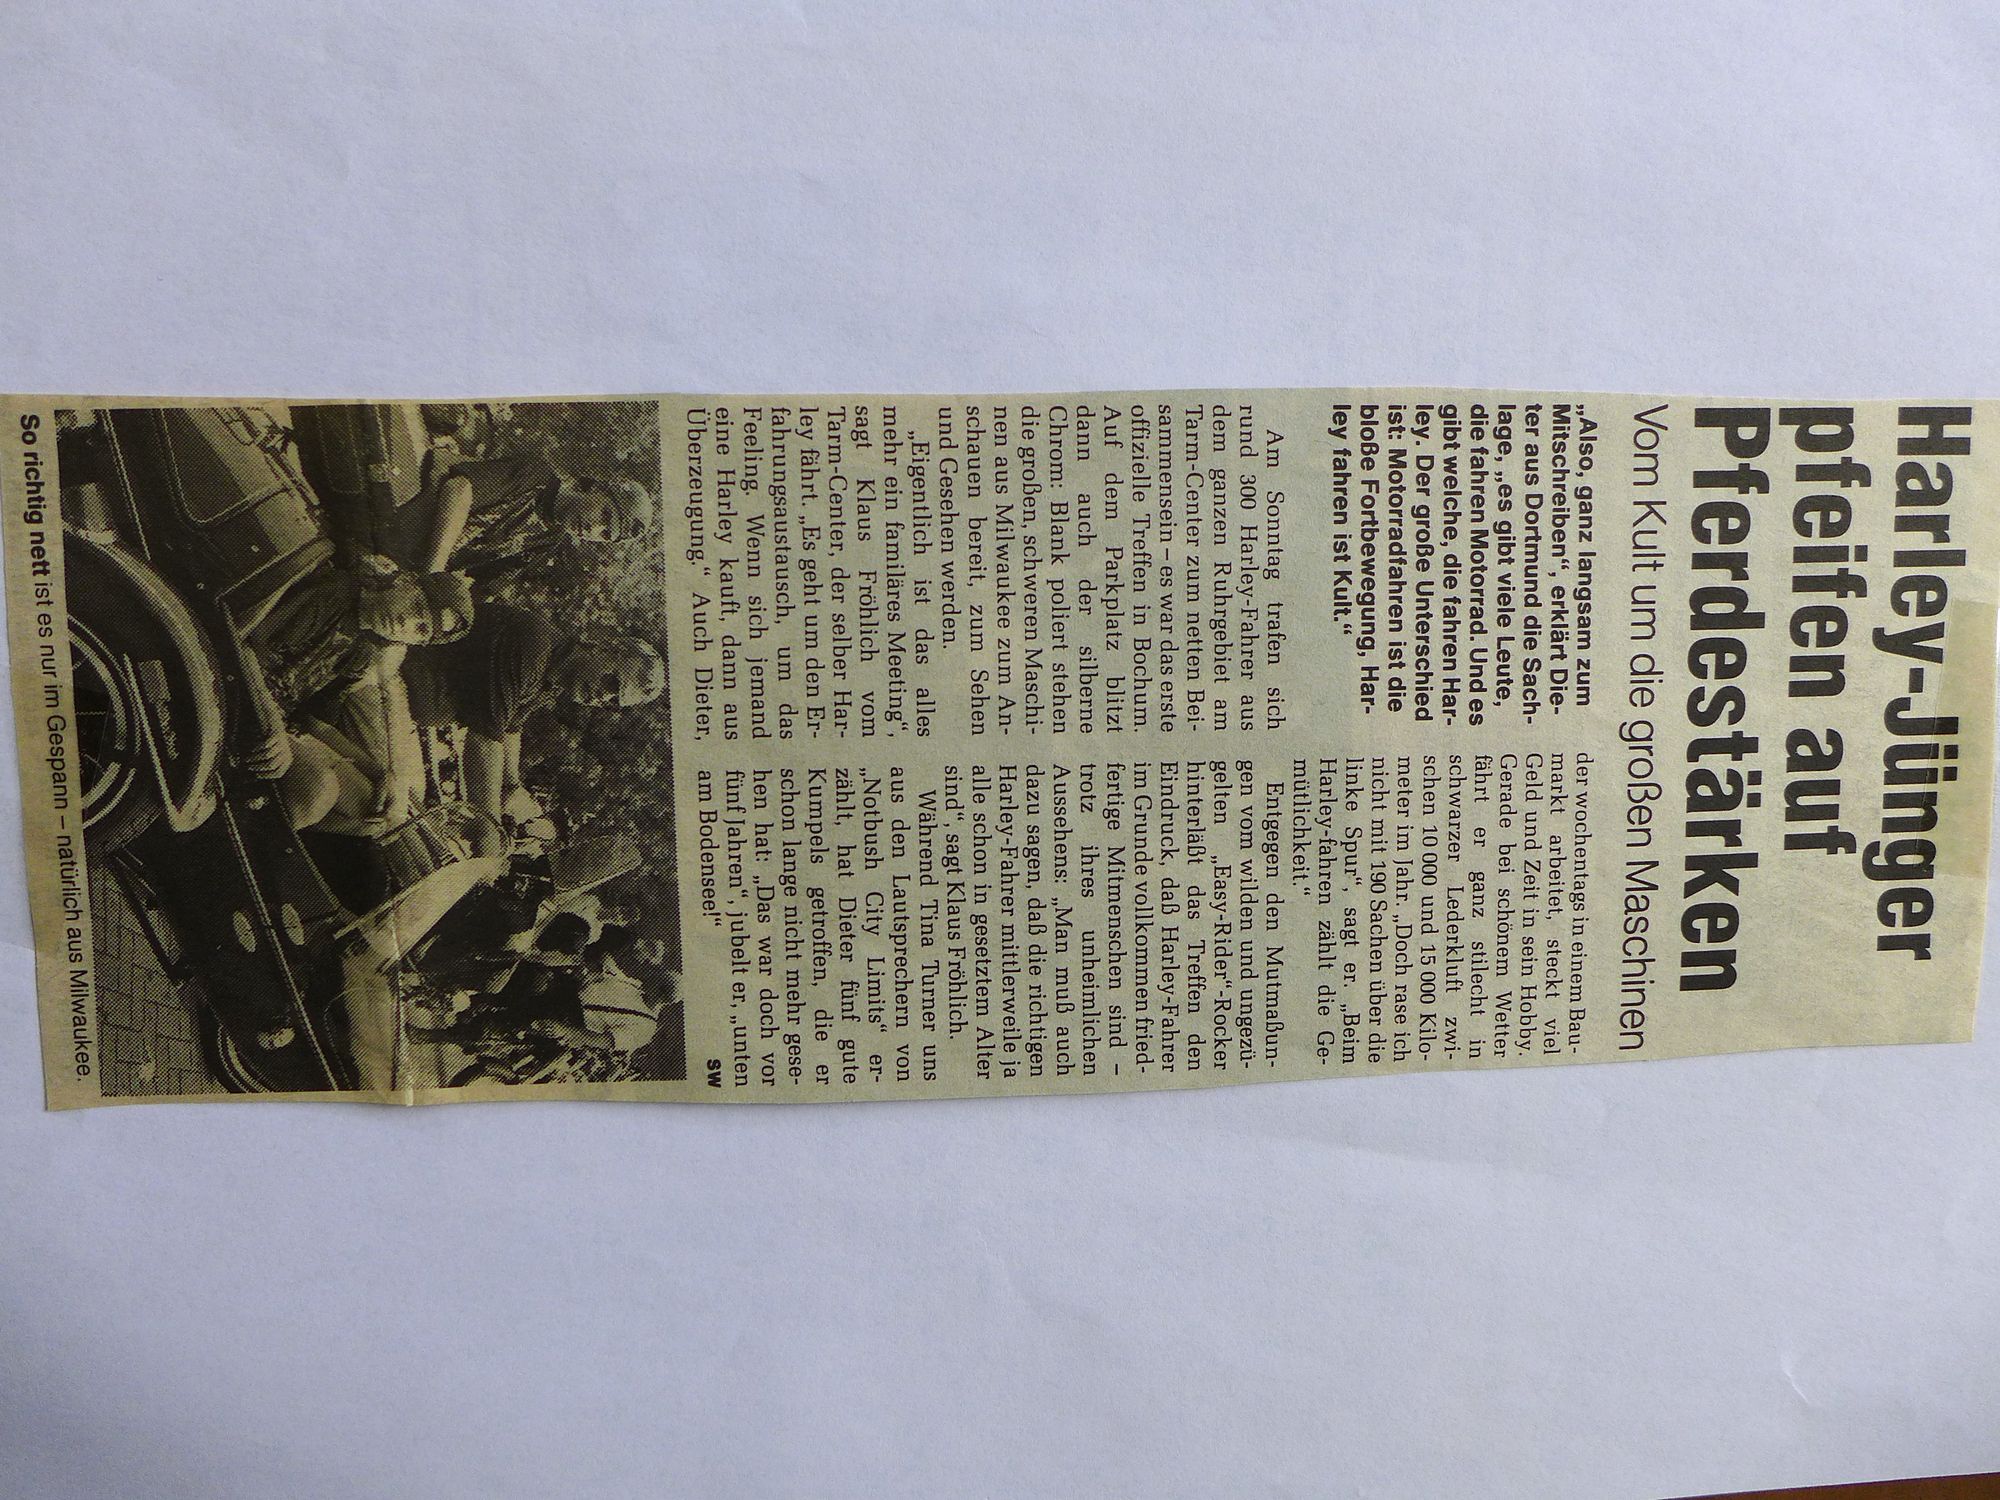 Harley-Jünger
pfeifen auf
Pferdestärken
Vom Kult um die großen Maschinen
„Also, ganz langsam zum
Mitschreiben“, erklärt Die-
ter aus Dortmund die Sach-
lage, „es gibt viele Leute,
die fahren Motorrad. Und es
gibt welche, die fahren Har-
ley. Der große Unterschied
ist: Motorradfahren ist die
bloße Fortbewegung, Har-
ley fahren ist Kult.“
Am Sonntag trafen sich
rund 300 Harley-Fahrer aus
dem ganzen Ruhrgebiet am
Tarm-Center zum netten Bei-
sammensein – es war das erste
offizielle Treffen in Bochum.
Auf dem Parkplatz blitzt
dann auch der silberne
Chrom: Blank poliert stehen
die großen, schweren Maschi-
nen aus Milwaukee zum An-
schauen bereit, zum Sehen
und Gesehen werden.
„Eigentlich ist das alles
mehr ein familäres Meeting“,
sagt Klaus Fröhlich vom
Tarm-Center, der selber Har-
ley fährt. „Es geht um den Er-
fahrungsaustausch, um das
Feeling. Wenn sich jemand
eine Harley kauft, dann aus
Überzeugung.“ Auch Dieter,
der wochentags in einem Bau-
markt arbeitet, steckt viel
Geld und Zeit in sein Hobby.
Gerade bei schönem Wetter
fährt er ganz stilecht in
schwarzer Lederkluft zwi-
schen 10 000 und 15 000 Kilo-
meter im Jahr. „Doch rase ich
nicht mit 190 Sachen über die
linke Spur“, sagt er. „Beim
Harley-fahren zählt die Ge-
mütlichkeit.“
Entgegen den Mutmaßun-
gen vom wilden und ungezü-
gelten „Easy-Rider“-Rocker
hinterläßt das Treffen den
Eindruck, daß Harley-Fahrer
im Grunde vollkommen fried-
fertige Mitmenschen sind –
trotz ihres unheimlichen
Aussehens: „Man muß auch
dazu sagen, daß die richtigen
Harley-Fahrer mittlerweile ja
alle schon in gesetztem Alter
sind“, sagt Klaus Fröhlich.
Während Tina Turner uns
aus den Lautsprechern von
„Notbush City Limits“ er-
zählt, hat Dieter fünf gute
Kumpels getroffen, die er
schon lange nicht mehr gese-
hen hat: „Das war doch vor
fünf Jahren“, jubelt er, „unten
am Bodensee!“
sw
So richtig nett ist es nur im Gespann – natürlich aus Milwaukee.